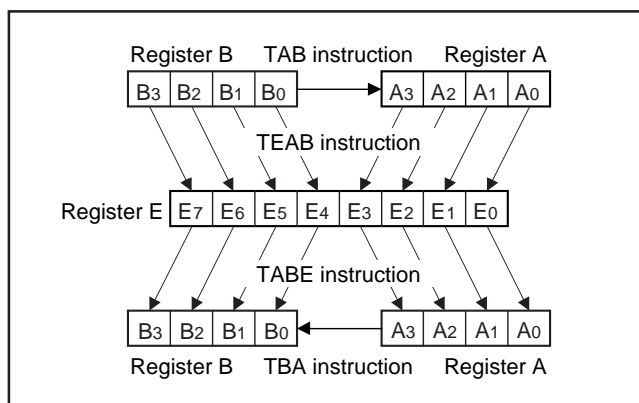 Register B TAB instruction Register A
B3 B2 B1 B0 A3 A2 A1 A0
TEAB instruction
Register E E7 E6 E5 E4 E3 E2 E1 E0
TABE instruction
B3 B2 B1 B0 A3 A2 A1 A0
Register B TBA instruction Register A